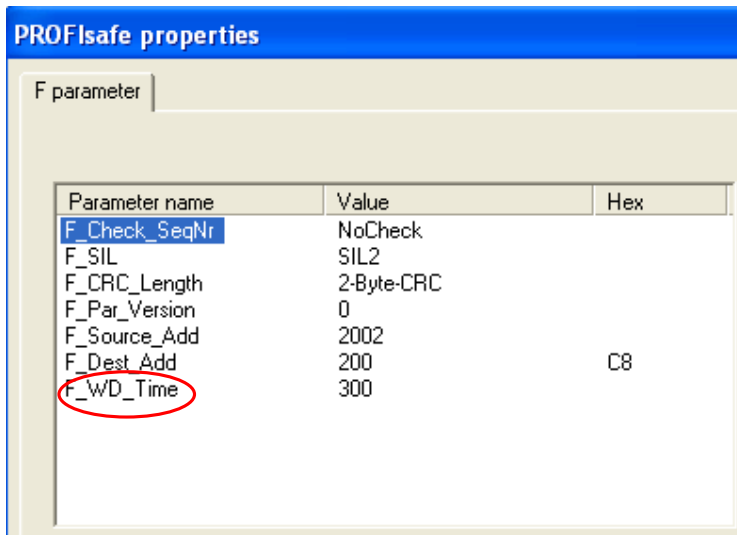 PROFIsafe properties
F parameter
Parameter name Value Hex
F_Check_SeqNr NoCheck
F_SIL SIL2
F_CRC_Length 2-Byte-CRC
F_Par_Version 0
F_Source_Add 2002
F_Dest_Add 200 C8
F_WD_Time 300